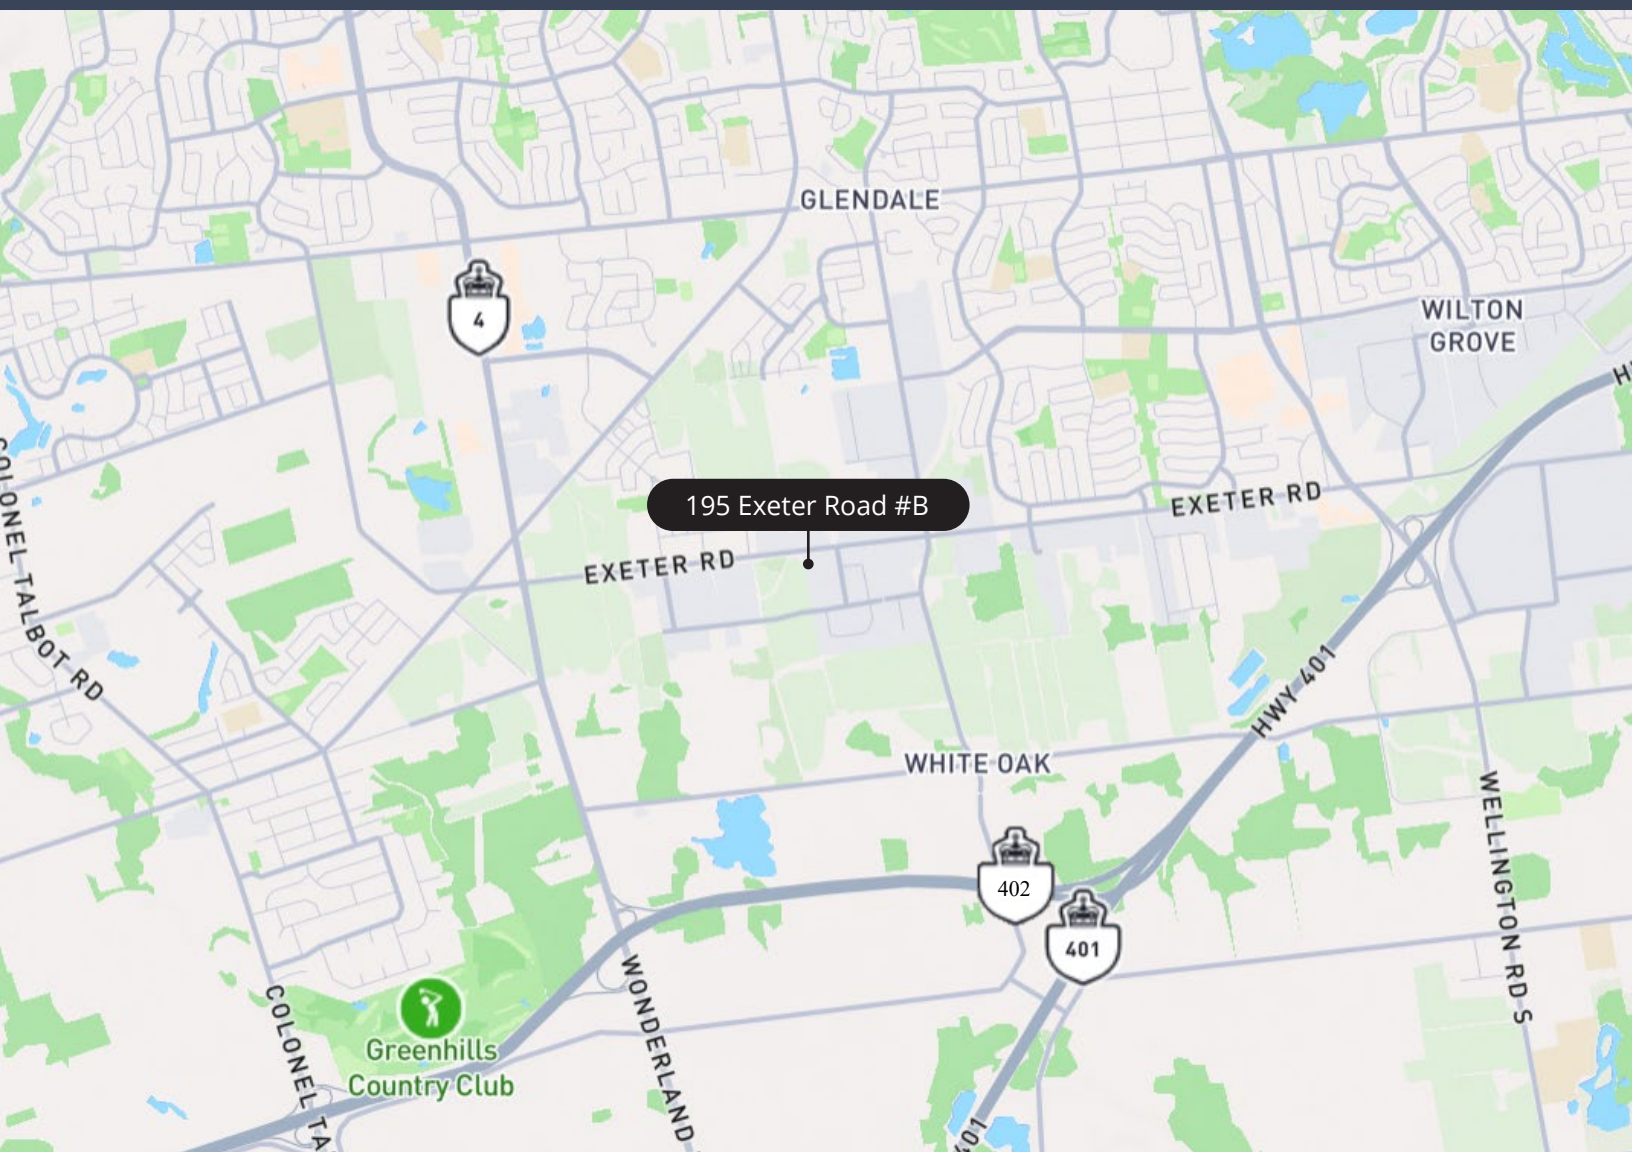 GLENDALE
4
WILTON
GROVE
195 Exeter Road #B
EXETER RD
EXETER RD
COLONEL TALBOT RD
HWY 401
WHITE OAK
WELLINGTON RD S
402
401
WONDERLAND
COLONEL TA
Greenhills
Country Club
401
H